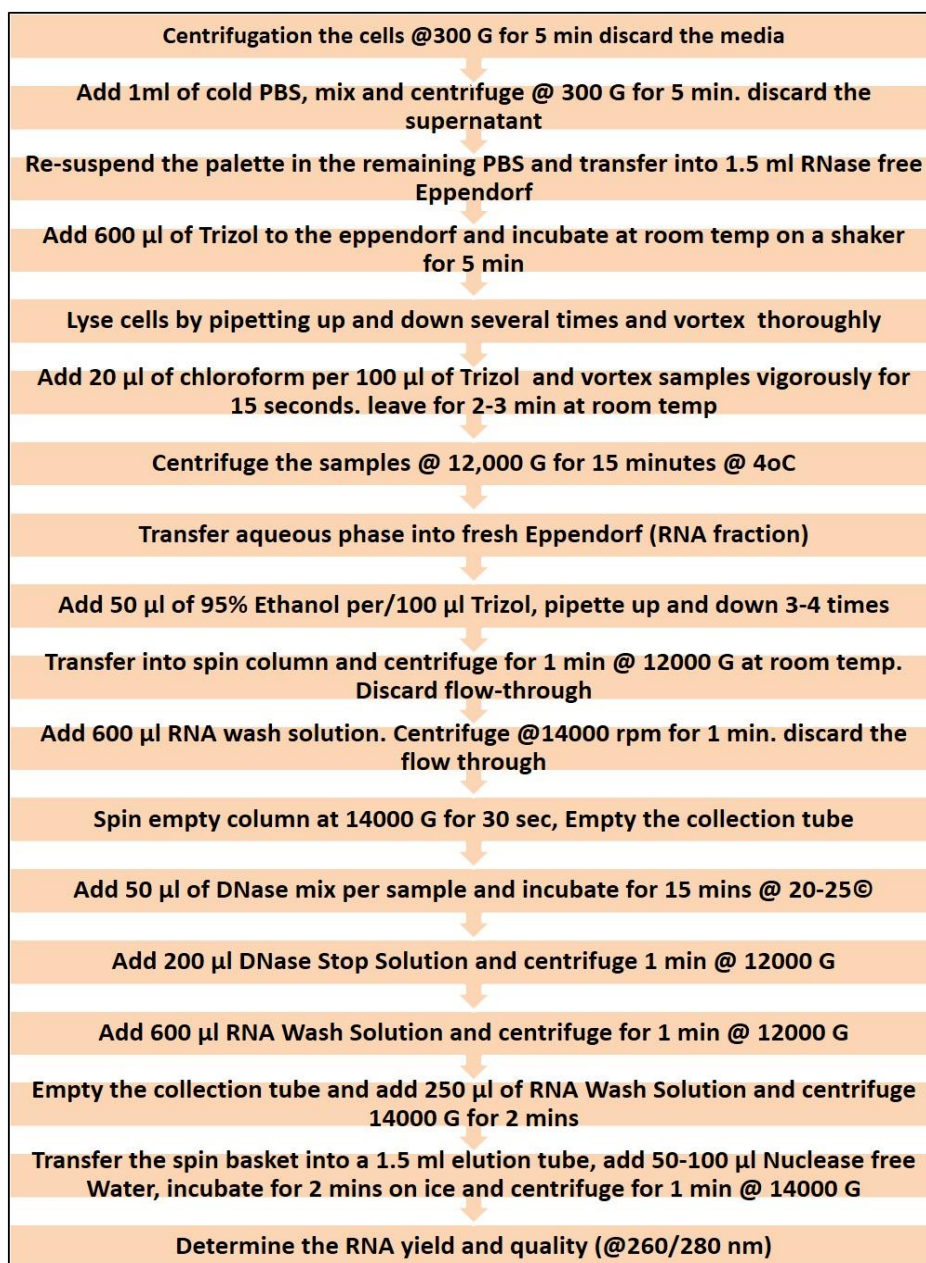 Centrifugation the cells @300 G for 5 min discard the media
Add 1ml of cold PBS, mix and centrifuge @ 300 G for 5 min. discard the
supernatant
Re-suspend the palette in the remaining PBS and transfer into 1.5 ml RNase free
Eppendorf
Add 600 µl of Trizol to the eppendorf and incubate at room temp on a shaker
for 5 min
Lyse cells by pipetting up and down several times and vortex thoroughly
Add 20 µl of chloroform per 100 µl of Trizol and vortex samples vigorously for
15 seconds. leave for 2-3 min at room temp
Centrifuge the samples @ 12,000 G for 15 minutes @ 4oC
Transfer aqueous phase into fresh Eppendorf (RNA fraction)
Add 50 µl of 95% Ethanol per/100 µl Trizol, pipette up and down 3-4 times
Transfer into spin column and centrifuge for 1 min @ 12000 G at room temp.
Discard flow-through
Add 600 µl RNA wash solution. Centrifuge @14000 rpm for 1 min. discard the
flow through
Spin empty column at 14000 G for 30 sec, Empty the collection tube
Add 50 µl of DNase mix per sample and incubate for 15 mins @ 20-25©
Add 200 µl DNase Stop Solution and centrifuge 1 min @ 12000 G
Add 600 µl RNA Wash Solution and centrifuge for 1 min @ 12000 G
Empty the collection tube and add 250 µl of RNA Wash Solution and centrifuge
14000 G for 2 mins
Transfer the spin basket into a 1.5 ml elution tube, add 50-100 µl Nuclease free
Water, incubate for 2 mins on ice and centrifuge for 1 min @ 14000 G
Determine the RNA yield and quality (@260/280 nm)